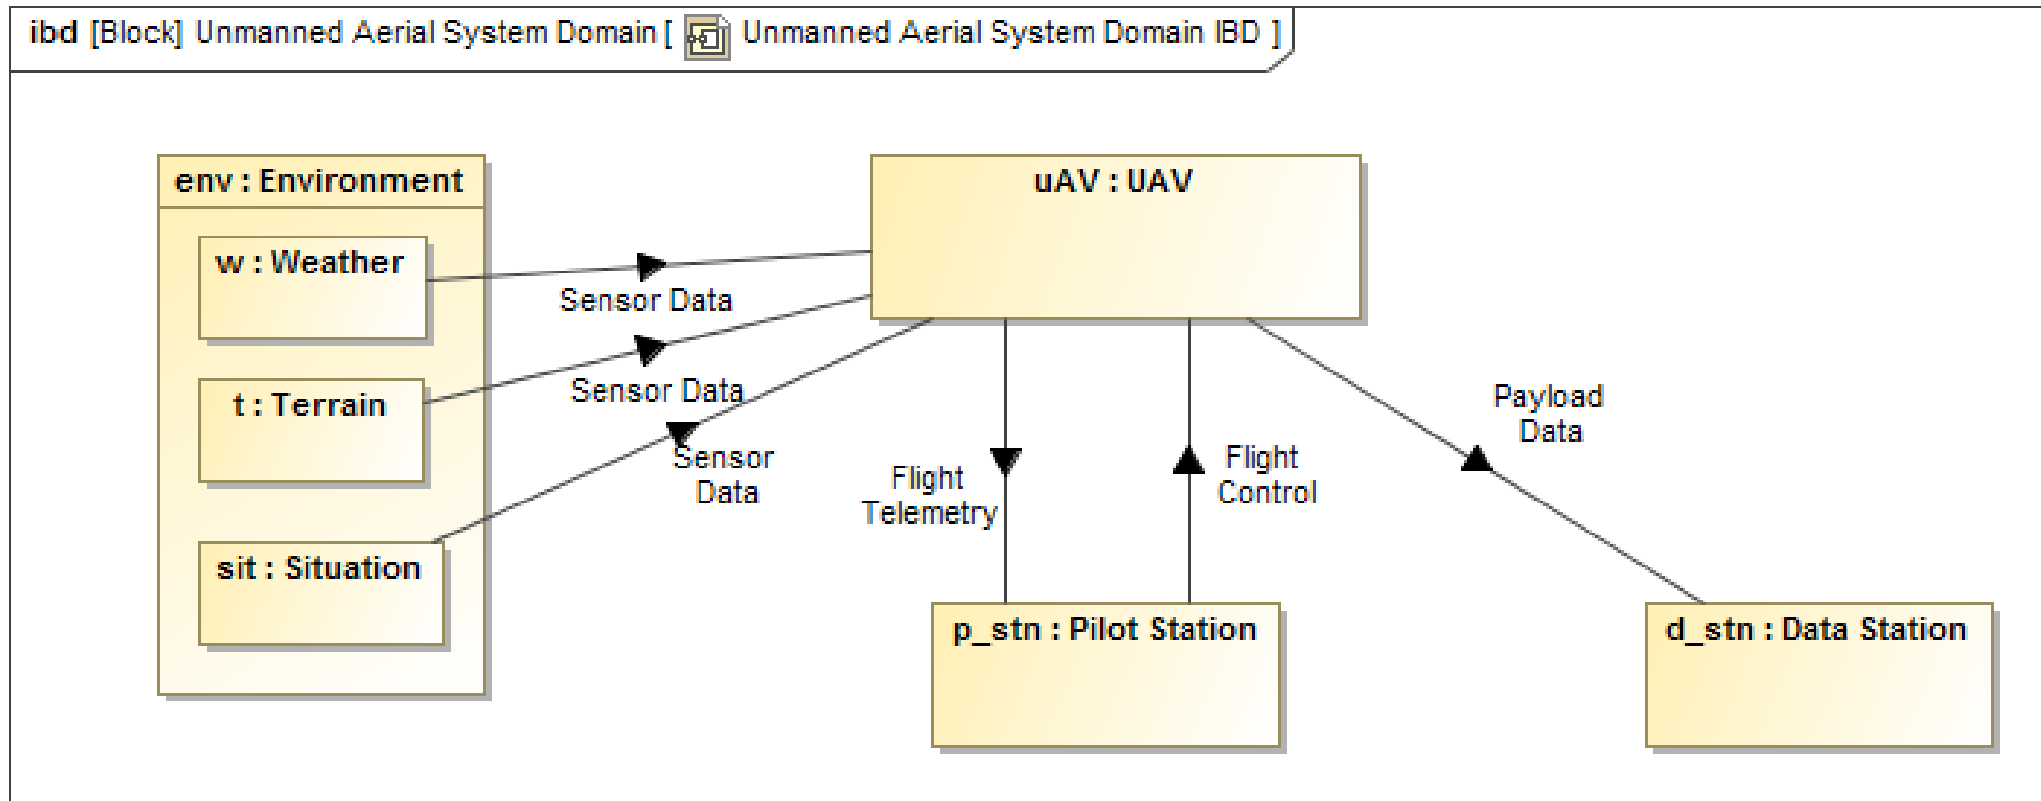 ibd [Block] Unmanned Aerial System Domain [ Unmanned Aerial System Domain IBD ]
env : Environment
w : Weather
t : Terrain
sit : Situation
uAV : UAV
Sensor Data
Sensor Data
Sensor
Data
Flight
Telemetry
Flight
Control
Payload
Data
p_stn : Pilot Station
d_stn : Data Station